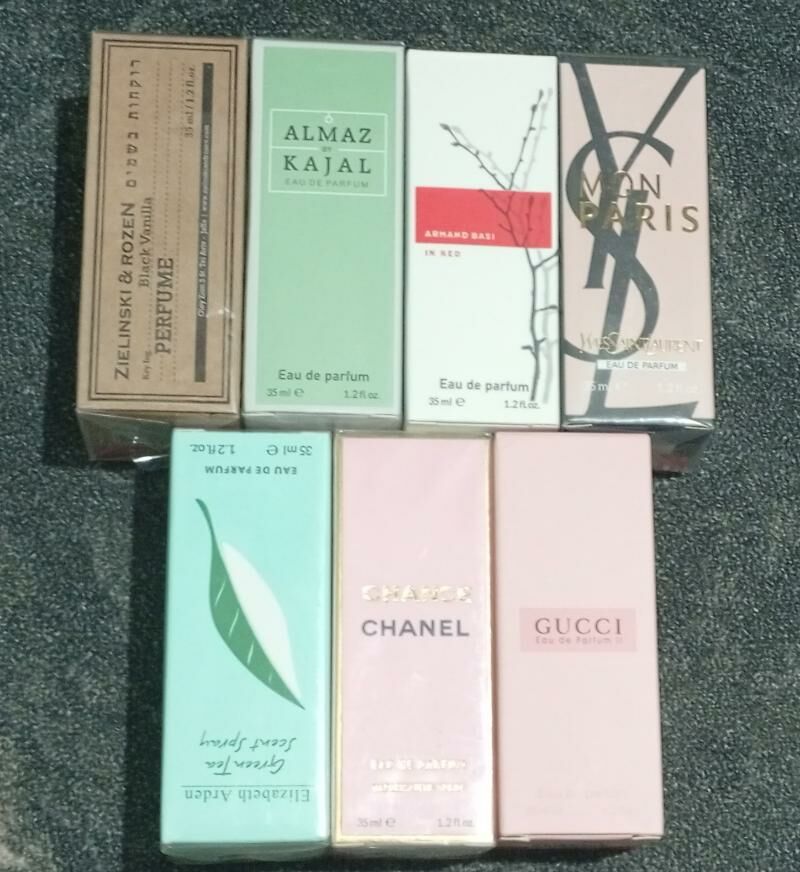 ZIELINSKI & ROZEN רוקחות בשמים
Black Vanilla
PERFUME
35 ml/1.2 fl.oz.
ALMAZ
BY
KAJAL
EAU DE PARFUM
Eau de parfum
35 ml ℮ 1.2 fl oz.
ARMAND BASI
IN RED
Eau de parfum
35 ml ℮ 1.2 fl.oz.
YSL
MON
PARIS
YVES SAINT LAURENT
EAU DE PARFUM
35 ml ℮ 1.2 fl.oz.
Elizabeth Arden
Green Tea
Scent Spray
EAU DE PARFUM
35 ml ℮ 1.2 fl.oz.
CHANCE
CHANEL
EAU DE PARFUM
35 ml ℮ 1.2 fl oz.
GUCCI
Eau de Parfum II